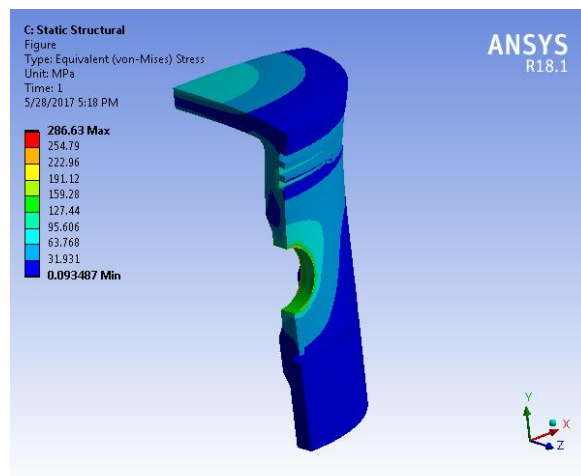 C: Static Structural
Figure
Type: Equivalent (von-Mises) Stress
Unit: MPa
Time: 1
5/28/2017 5:18 PM
286.63 Max
254.79
222.96
191.12
159.28
127.44
95.606
63.768
31.931
0.093487 Min
ANSYS
R18.1
Y
X
Z